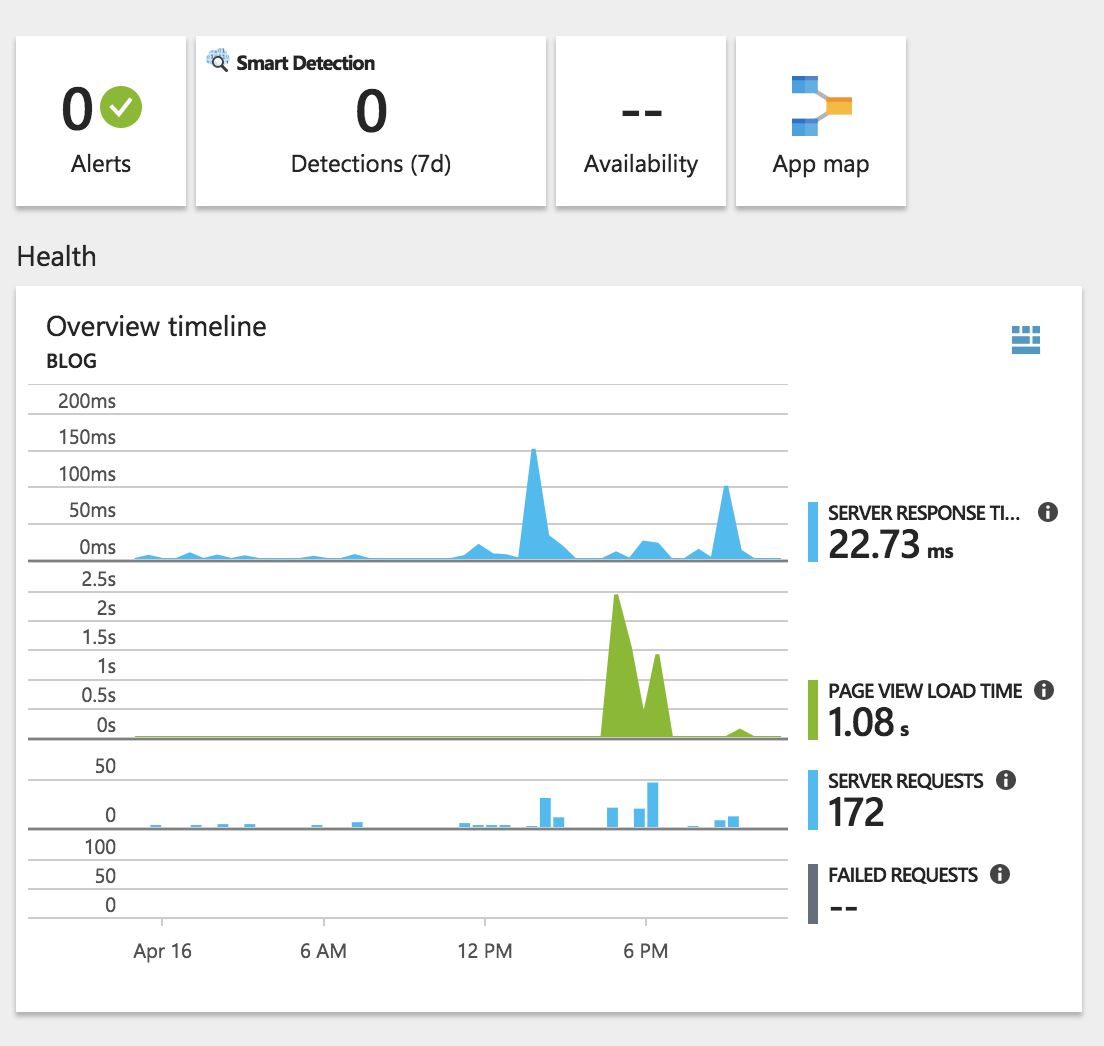 Smart Detection
0
Alerts
0
Detections (7d)
--
Availability
App map
Health
Overview timeline
BLOG
200ms
150ms
100ms
50ms
0ms
SERVER RESPONSE TI...
22.73 ms
2.5s
2s
1.5s
1s
0.5s
0s
PAGE VIEW LOAD TIME
1.08 s
50
0
SERVER REQUESTS
172
100
50
0
FAILED REQUESTS
--
Apr 16 6 AM 12 PM 6 PM